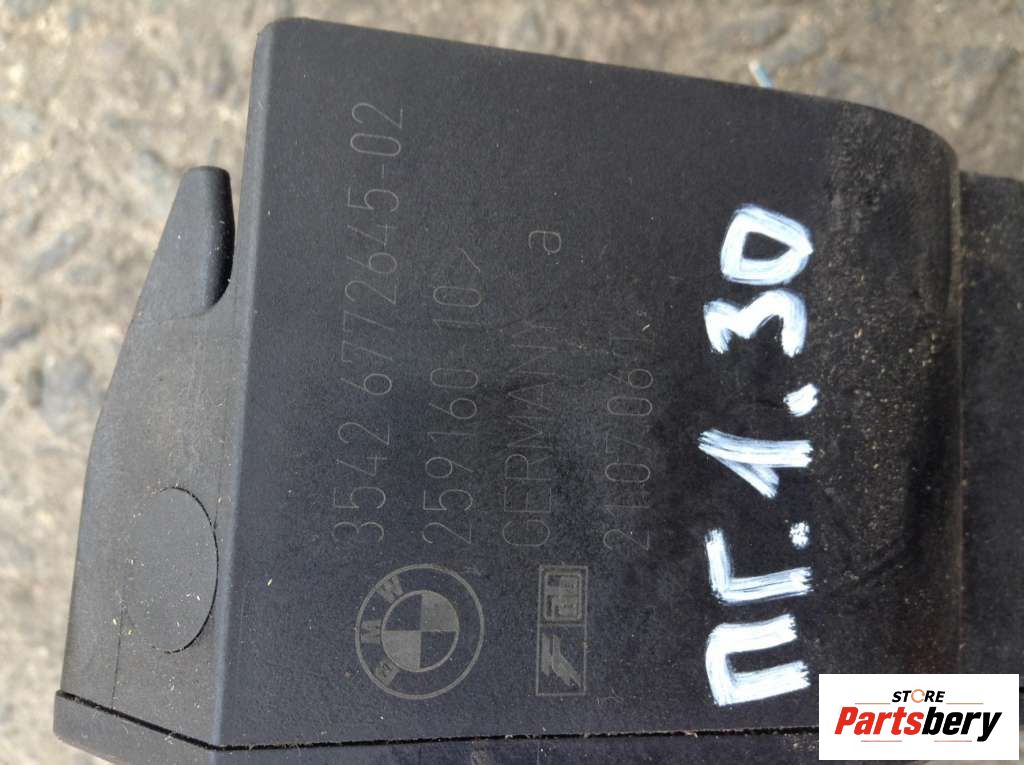 3542 6772645-02
259160 10>
GERMANY a
BMW
ПГ.1.30
STORE
Partsbery